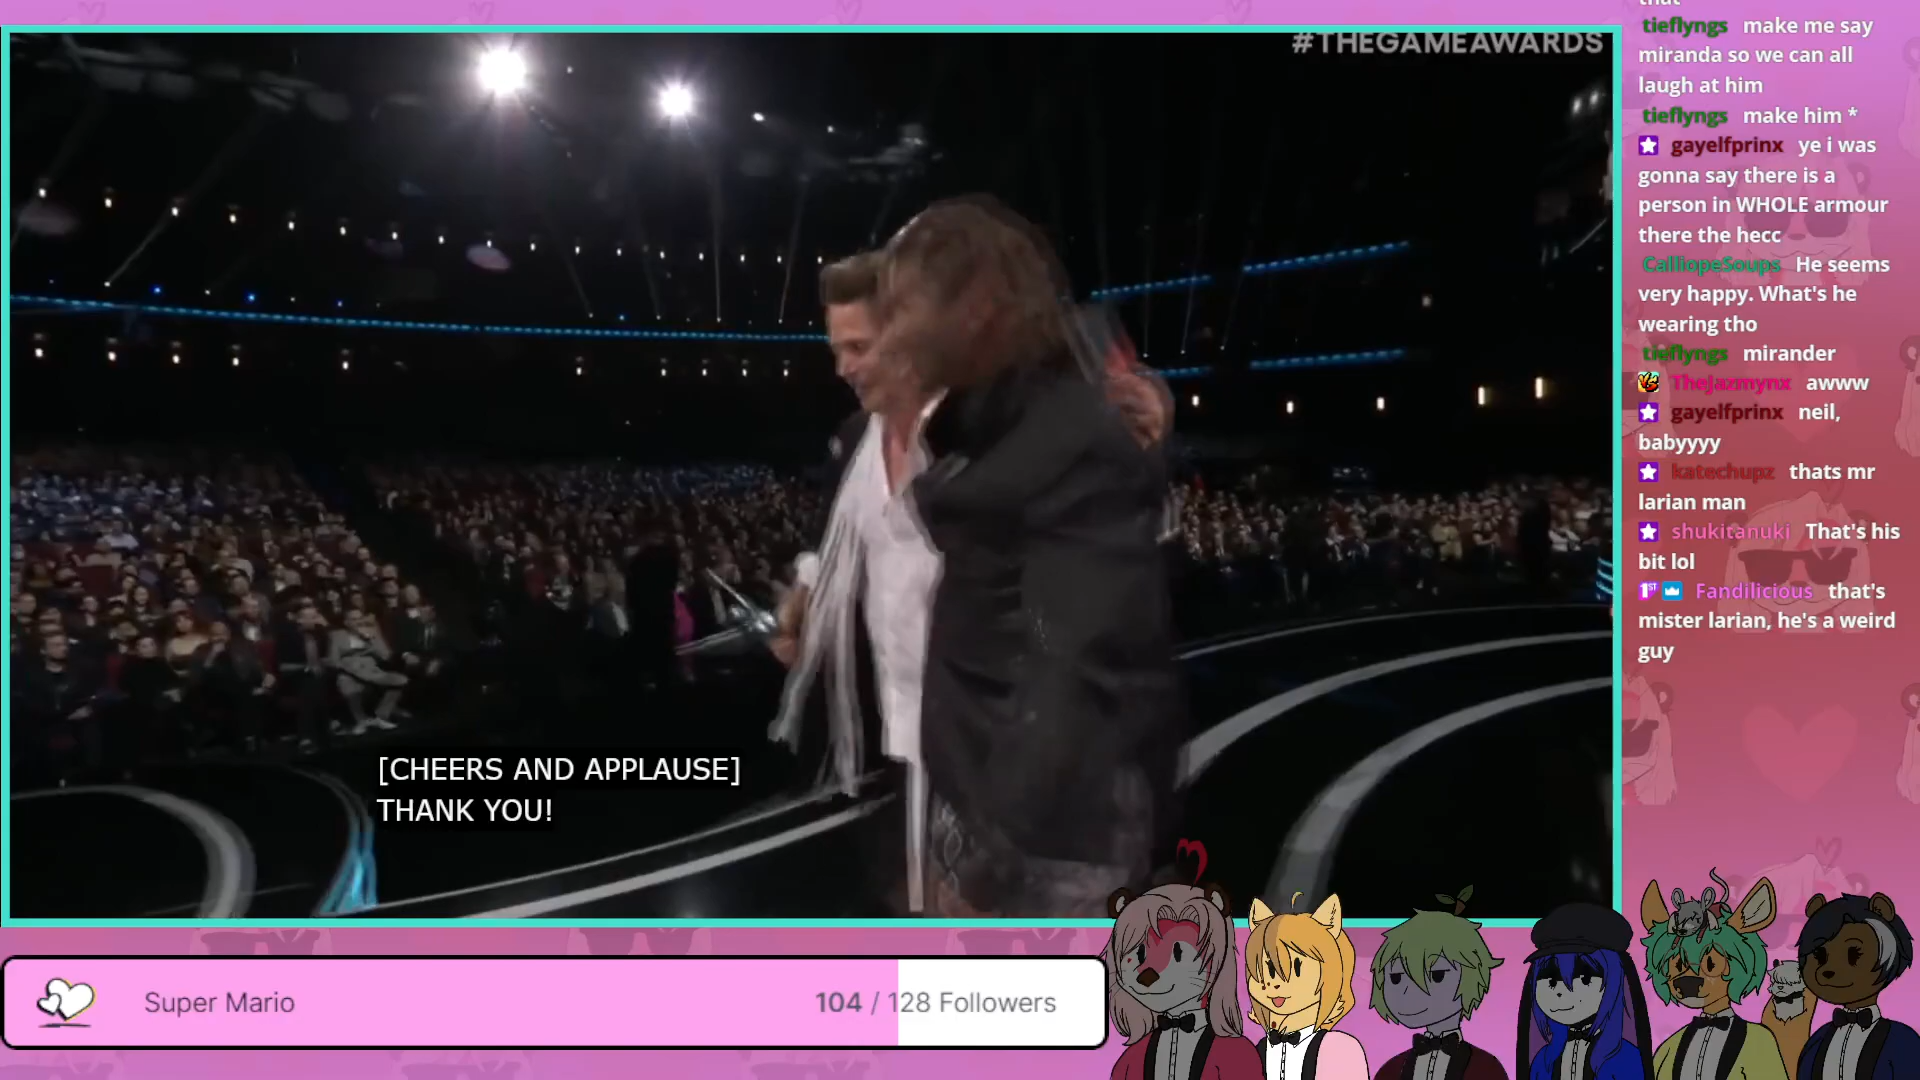 #THEGAMEAWARDS
[CHEERS AND APPLAUSE]
THANK YOU!
that
tieflyngs make me say
miranda so we can all
laugh at him
tieflyngs make him *
gayelfprinx ye i was
gonna say there is a
person in WHOLE armour
there the hecc
CalliopeSoups He seems
very happy. What's he
wearing tho
tieflyngs mirander
VS TheJazmynx awww
gayelfprinx neil,
babyyyy
katechupz thats mr
larian man
shukitanuki That's his
bit lol
1ST Fandilicious that's
mister larian, he's a weird
guy
Super Mario 104 / 128 Followers